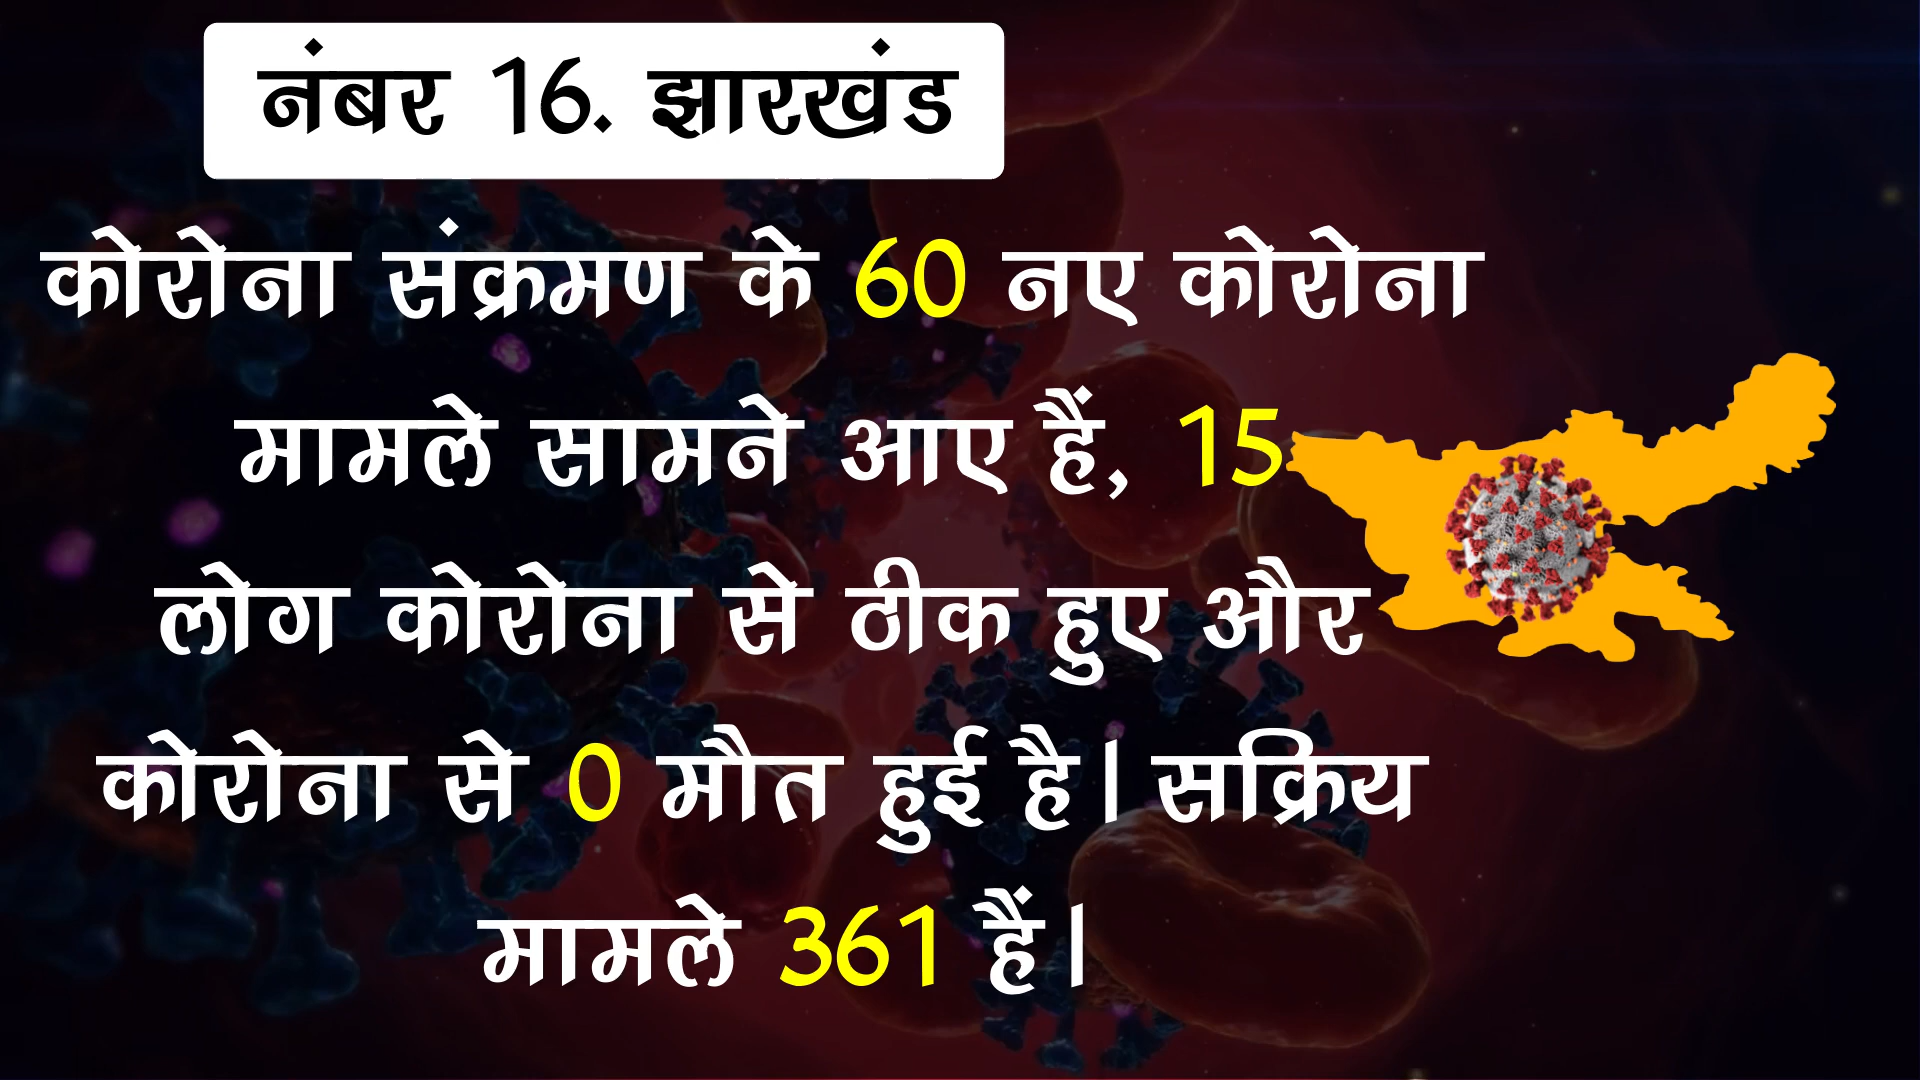 नंबर 16. झारखंड
कोरोना संक्रमण के 60 नए कोरोना
मामले सामने आए हैं, 15
लोग कोरोना से ठीक हुए और
कोरोना से 0 मौत हुई है। सक्रिय
मामले 361 हैं।